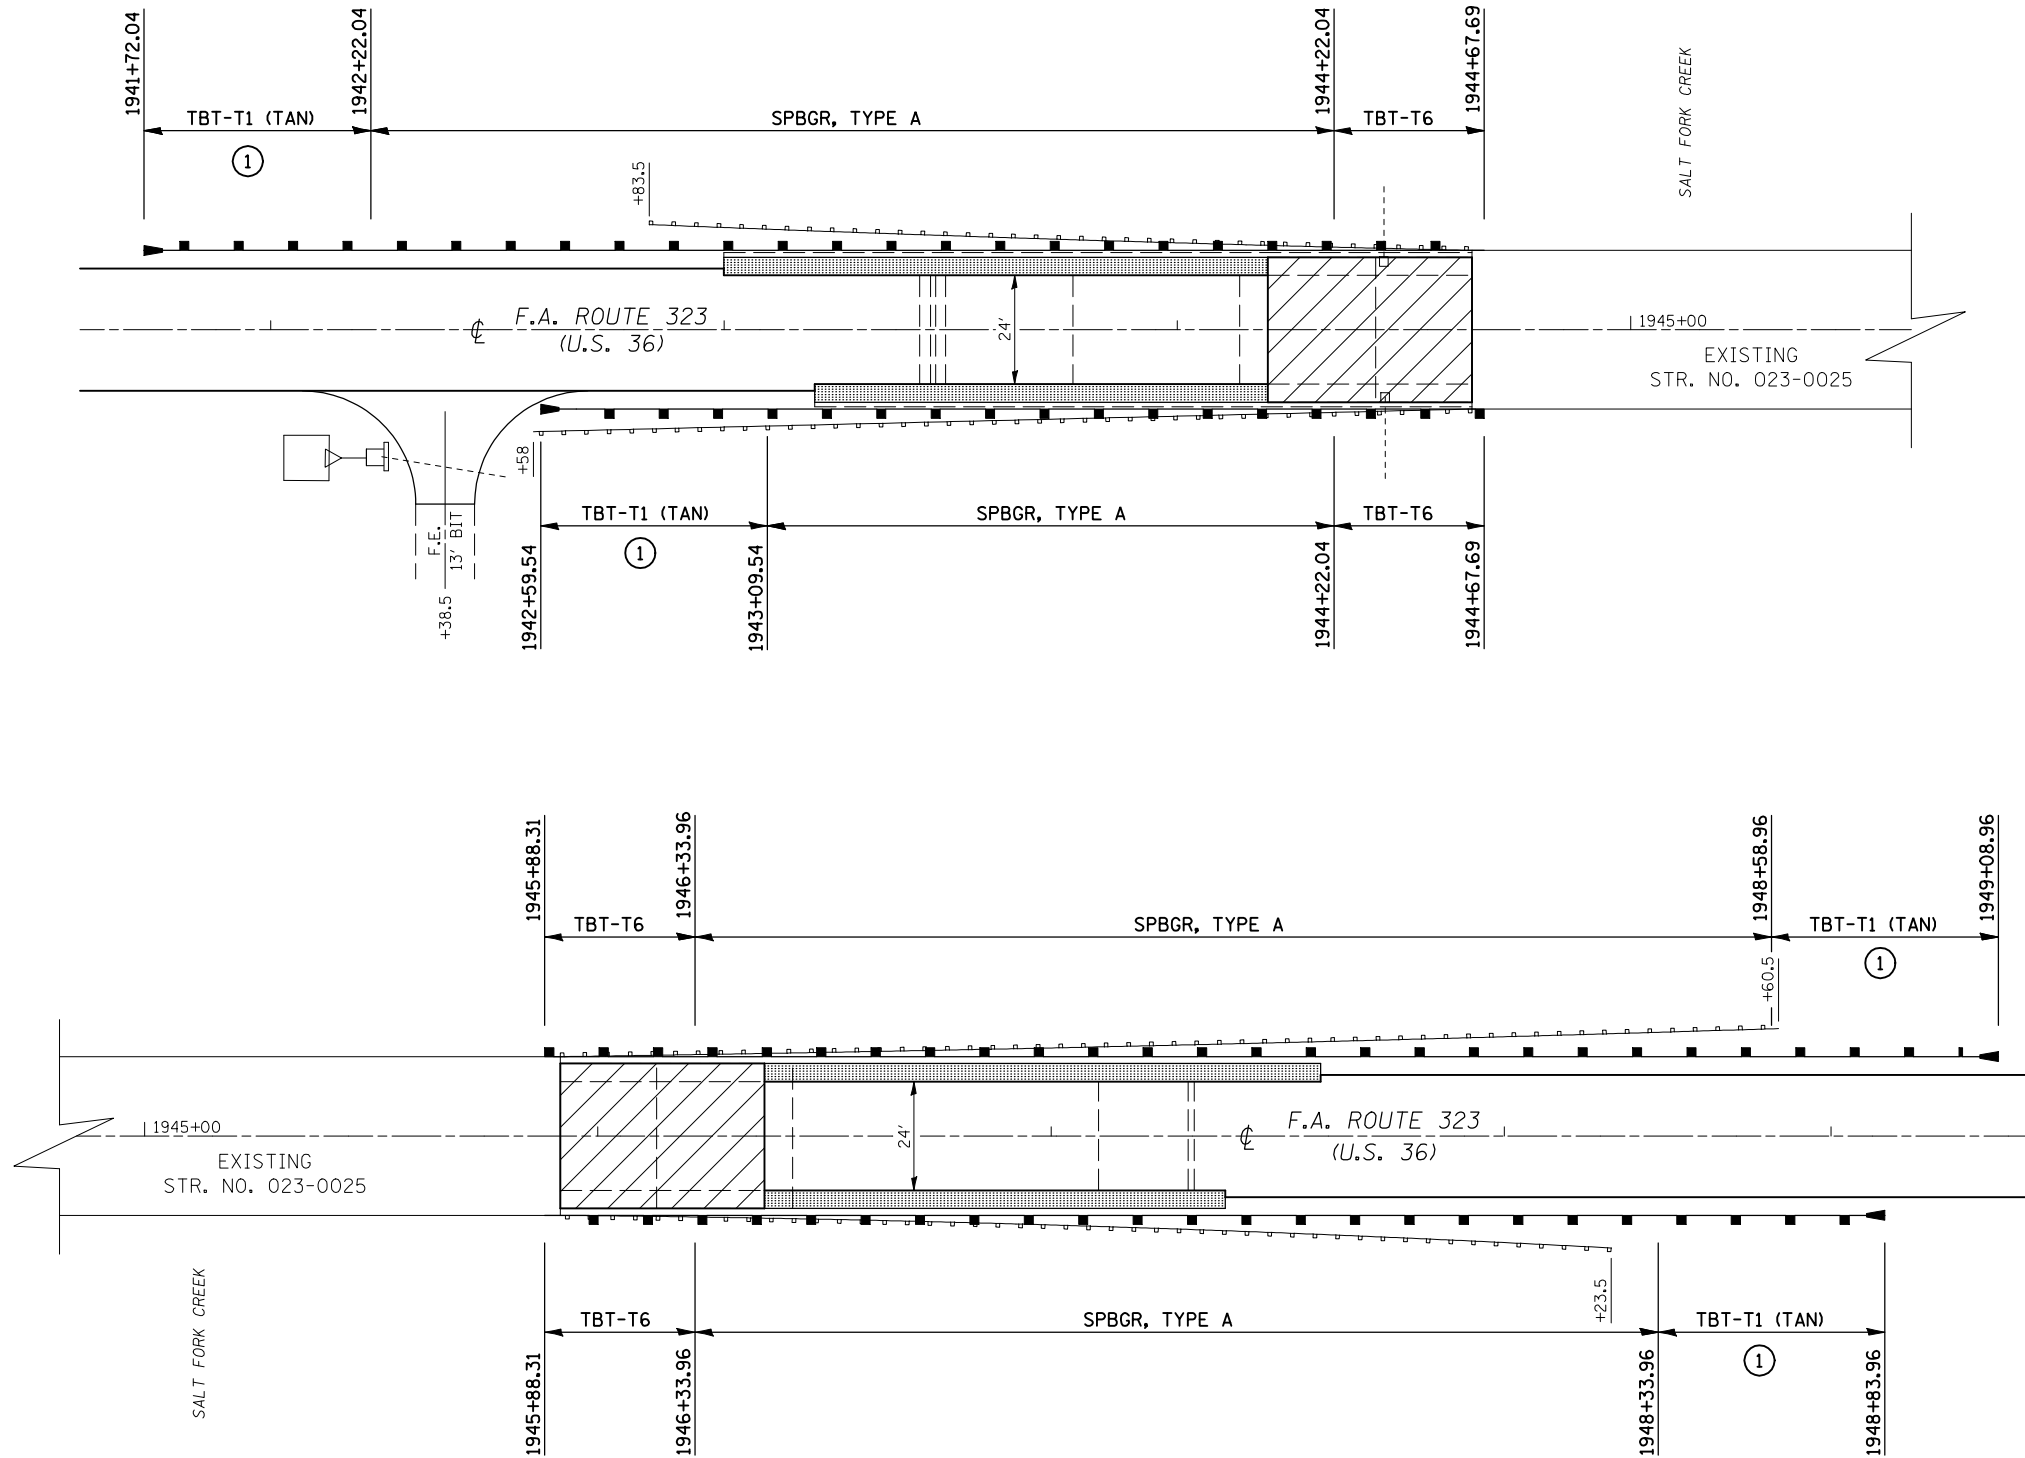 1941+72.04
1942+22.04
1944+22.04
1944+67.69
SALT FORK CREEK
TBT-T1 (TAN)
SPBGR, TYPE A
TBT-T6
1
+83.5
F.A. ROUTE 323
(U.S. 36)
℄
24'
1945+00
EXISTING
STR. NO. 023-0025
+58
TBT-T1 (TAN)
SPBGR, TYPE A
TBT-T6
1
F.E.
13' BIT
+38.5
1942+59.54
1943+09.54
1944+22.04
1944+67.69
1945+88.31
1946+33.96
1948+58.96
1949+08.96
TBT-T6
SPBGR, TYPE A
TBT-T1 (TAN)
1
+60.5
1945+00
EXISTING
STR. NO. 023-0025
24'
℄
F.A. ROUTE 323
(U.S. 36)
SALT FORK CREEK
+23.5
TBT-T6
SPBGR, TYPE A
TBT-T1 (TAN)
1
1945+88.31
1946+33.96
1948+33.96
1948+83.96